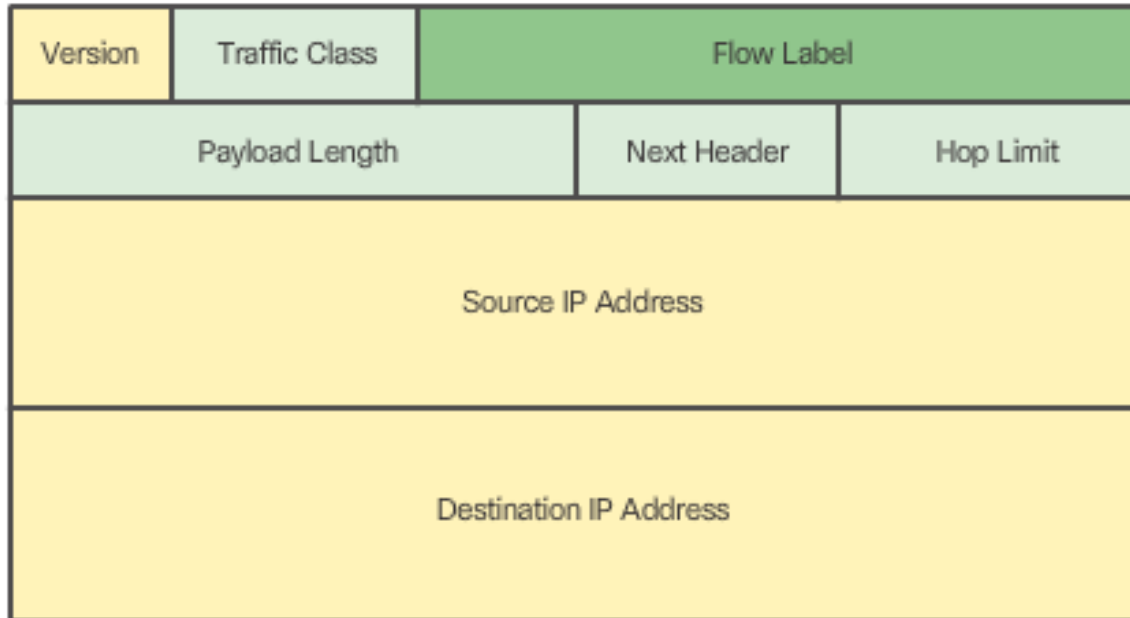 Version Traffic Class Flow Label
Payload Length Next Header Hop Limit
Source IP Address
Destination IP Address